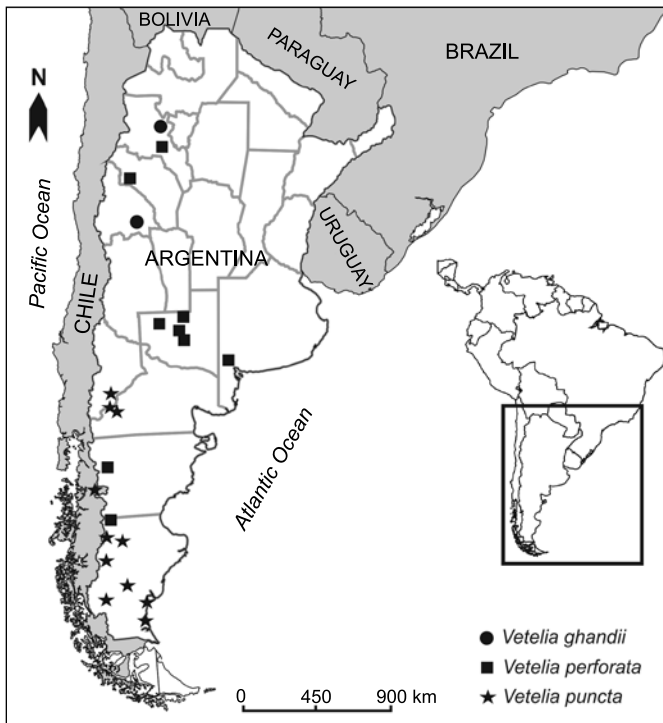 BOLIVIA
PARAGUAY
BRAZIL
N
Pacific Ocean
CHILE
ARGENTINA
URUGUAY
Atlantic Ocean
Vetelia ghandii
Vetelia perforata
Vetelia puncta
0 450 900 km